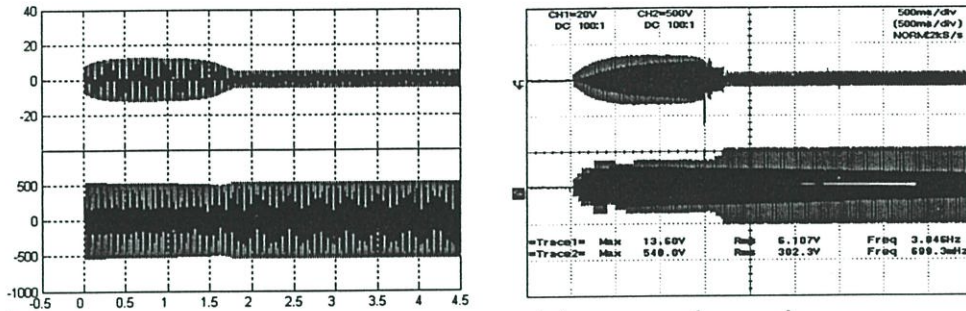 40
20
0
-20
500
0
-500
-1000
-0.5 0 0.5 1 1.5 2 2.5 3 3.5 4 4.5
CH1=20V CH2=500V 500ms/div
DC 100:1 DC 100:1 (500ms/div)
NORM:2kS/s
=Trace1= Max 13.60V Rms 6.107V Freq 3.846Hz
=Trace2= Max 540.0V Rms 302.3V Freq 699.3mHz